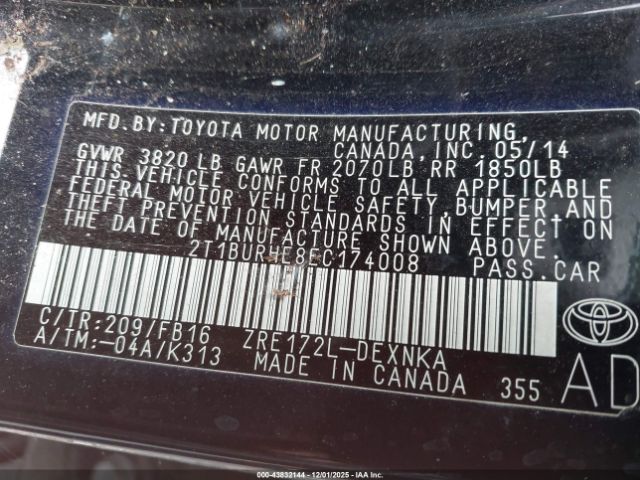 MFD.BY:TOYOTA MOTOR MANUFACTURING,
CANADA,INC. 05/14
GVWR 3820 LB GAWR FR 2070LB RR 1850LB
THIS VEHICLE CONFORMS TO ALL APPLICABLE
FEDERAL MOTOR VEHICLE SAFETY,BUMPER,AND
THEFT PREVENTION STANDARDS IN EFFECT ON
THE DATE OF MANUFACTURE SHOWN ABOVE.
2T1BURHE8EC174008 PASS.CAR
C/TR:209/FB16 ZRE172L-DEXNKA
A/TM:-04A/K313 MADE IN CANADA 355
TOYOTA
AD
000-43832144 - 12/01/2025 - IAA Inc.